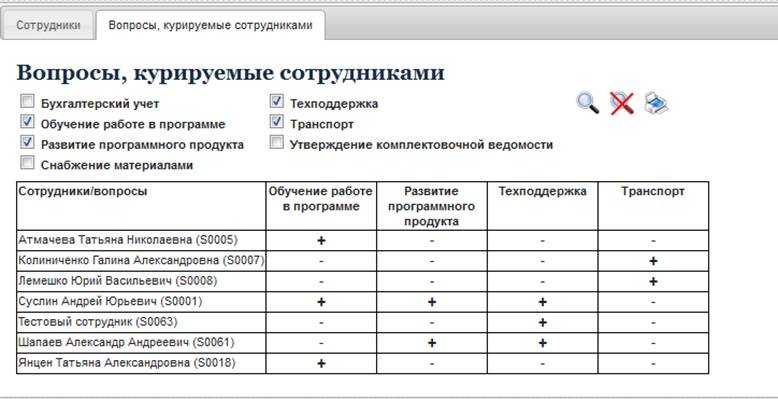 Сотрудники Вопросы, курируемые сотрудниками
Вопросы, курируемые сотрудниками
Бухгалтерский учет Техподдержка
Обучение работе в программе Транспорт
Развитие программного продукта Утверждение комплектовочной ведомости
Снабжение материалами
Сотрудники/вопросы Обучение работе Развитие Техподдержка Транспорт
в программе программного
продукта
Атмачева Татьяна Николаевна (S0005) + - - -
Колиниченко Галина Александровна (S0007) - - - +
Лемешко Юрий Васильевич (S0008) - - - +
Суслин Андрей Юрьевич (S0001) + + + -
Тестовый сотрудник (S0063) - - + -
Шапаев Александр Андреевич (S0061) - + + -
Янцен Татьяна Александровна (S0018) + - - -